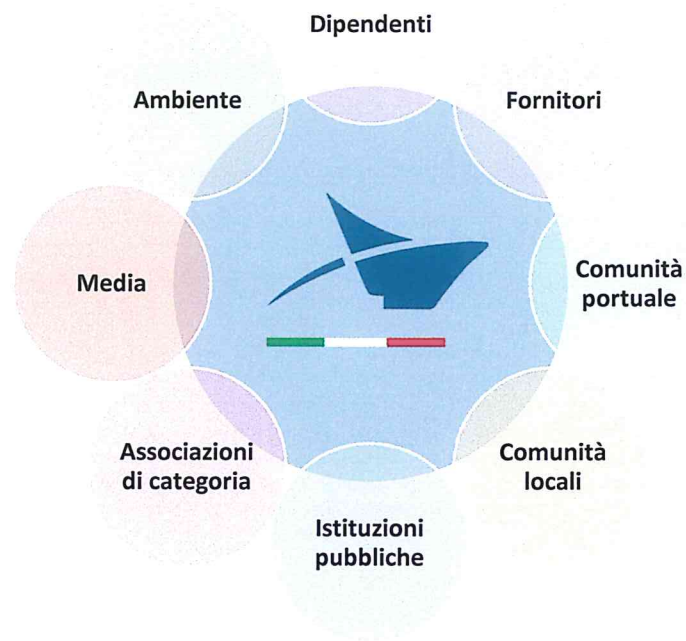 Dipendenti
Ambiente
Fornitori
Media
Comunità
portuale
Associazioni
di categoria
Comunità
locali
Istituzioni
pubbliche